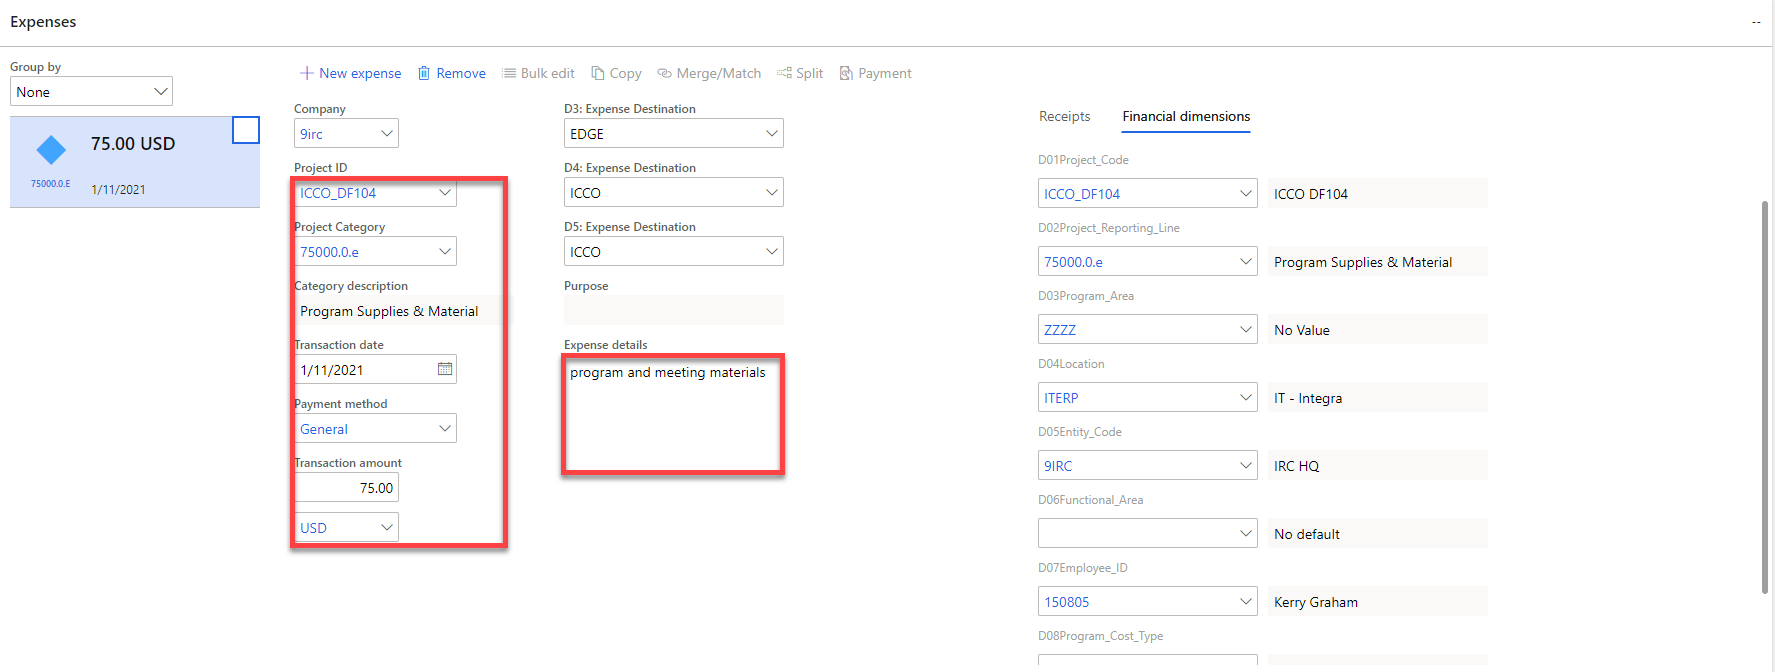 Expenses
--
Group by
None
75.00 USD
75000.0.E
1/11/2021
New expense
Remove
Bulk edit
Copy
Merge/Match
Split
Payment
Company
9irc
Project ID
ICCO_DF104
Project Category
75000.0.e
Category description
Program Supplies & Material
Transaction date
1/11/2021
Payment method
General
Transaction amount
75.00
USD
D3: Expense Destination
EDGE
D4: Expense Destination
ICCO
D5: Expense Destination
ICCO
Purpose
Expense details
program and meeting materials
Receipts
Financial dimensions
D01Project_Code
ICCO_DF104
ICCO DF104
D02Project_Reporting_Line
75000.0.e
Program Supplies & Material
D03Program_Area
ZZZZ
No Value
D04Location
ITERP
IT - Integra
D05Entity_Code
9IRC
IRC HQ
D06Functional_Area
No default
D07Employee_ID
150805
Kerry Graham
D08Program_Cost_Type